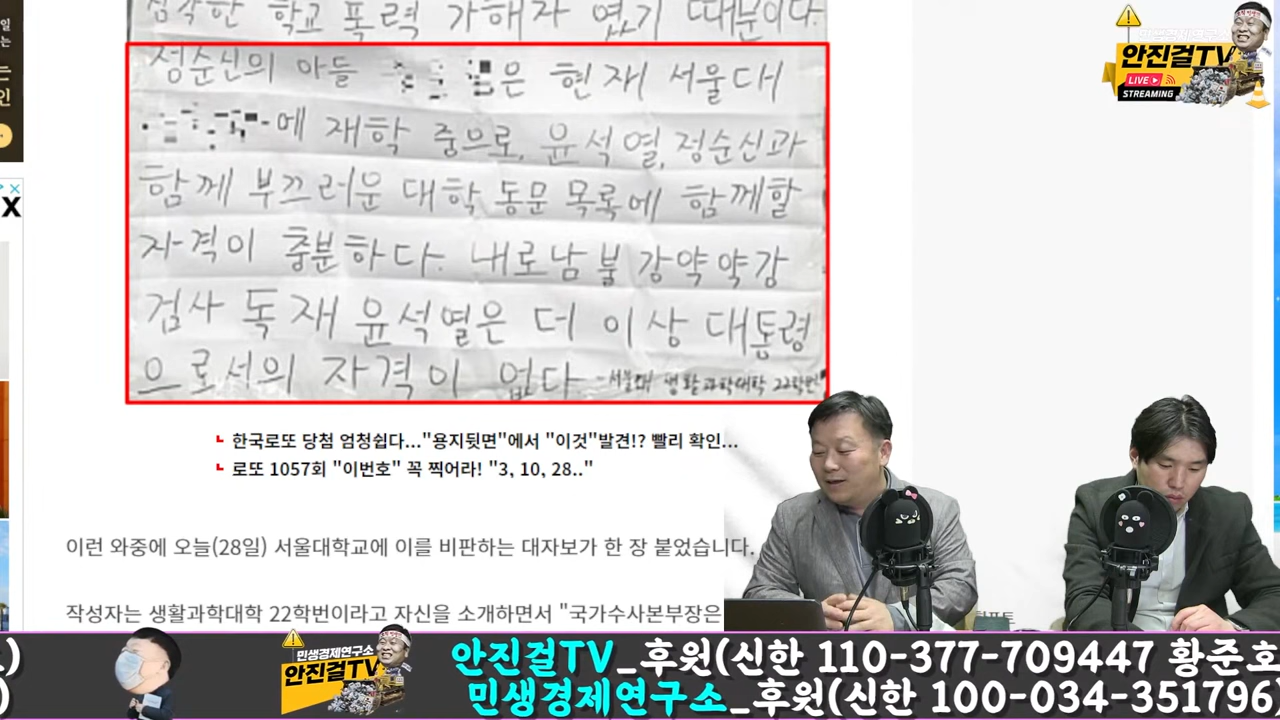 심각한 학교 폭력 가해자 였기 때문이다.
정순신의 아들 은 현재 서울대
에 재학 중으로, 윤석열, 정순신과
함께 부끄러운 대학 동문 목록에 함께할
자격이 충분하다. 내로남불 강약약강
검사 독재 윤석열은 더 이상 대통령
으로서의 자격이 없다
-서울대 생활과학대학 22학번
한국로또 당첨 엄청쉽다..."용지뒷면"에서 "이것"발견!? 빨리 확인...
로또 1057회 "이번호" 꼭 찍어라! "3, 10, 28.."
이런 와중에 오늘(28일) 서울대학교에 이를 비판하는 대자보가 한 장 붙었습니다.
작성자는 생활과학대학 22학번이라고 자신을 소개하면서 "국가수사본부장은
일
는
는
인
X
민생경제연구소
안진걸TV
LIVE
STREAMING
민생경제연구소
안진걸TV
안진걸TV_후원(신한 110-377-709447 황준호
민생경제연구소_후원(신한 100-034-351796)